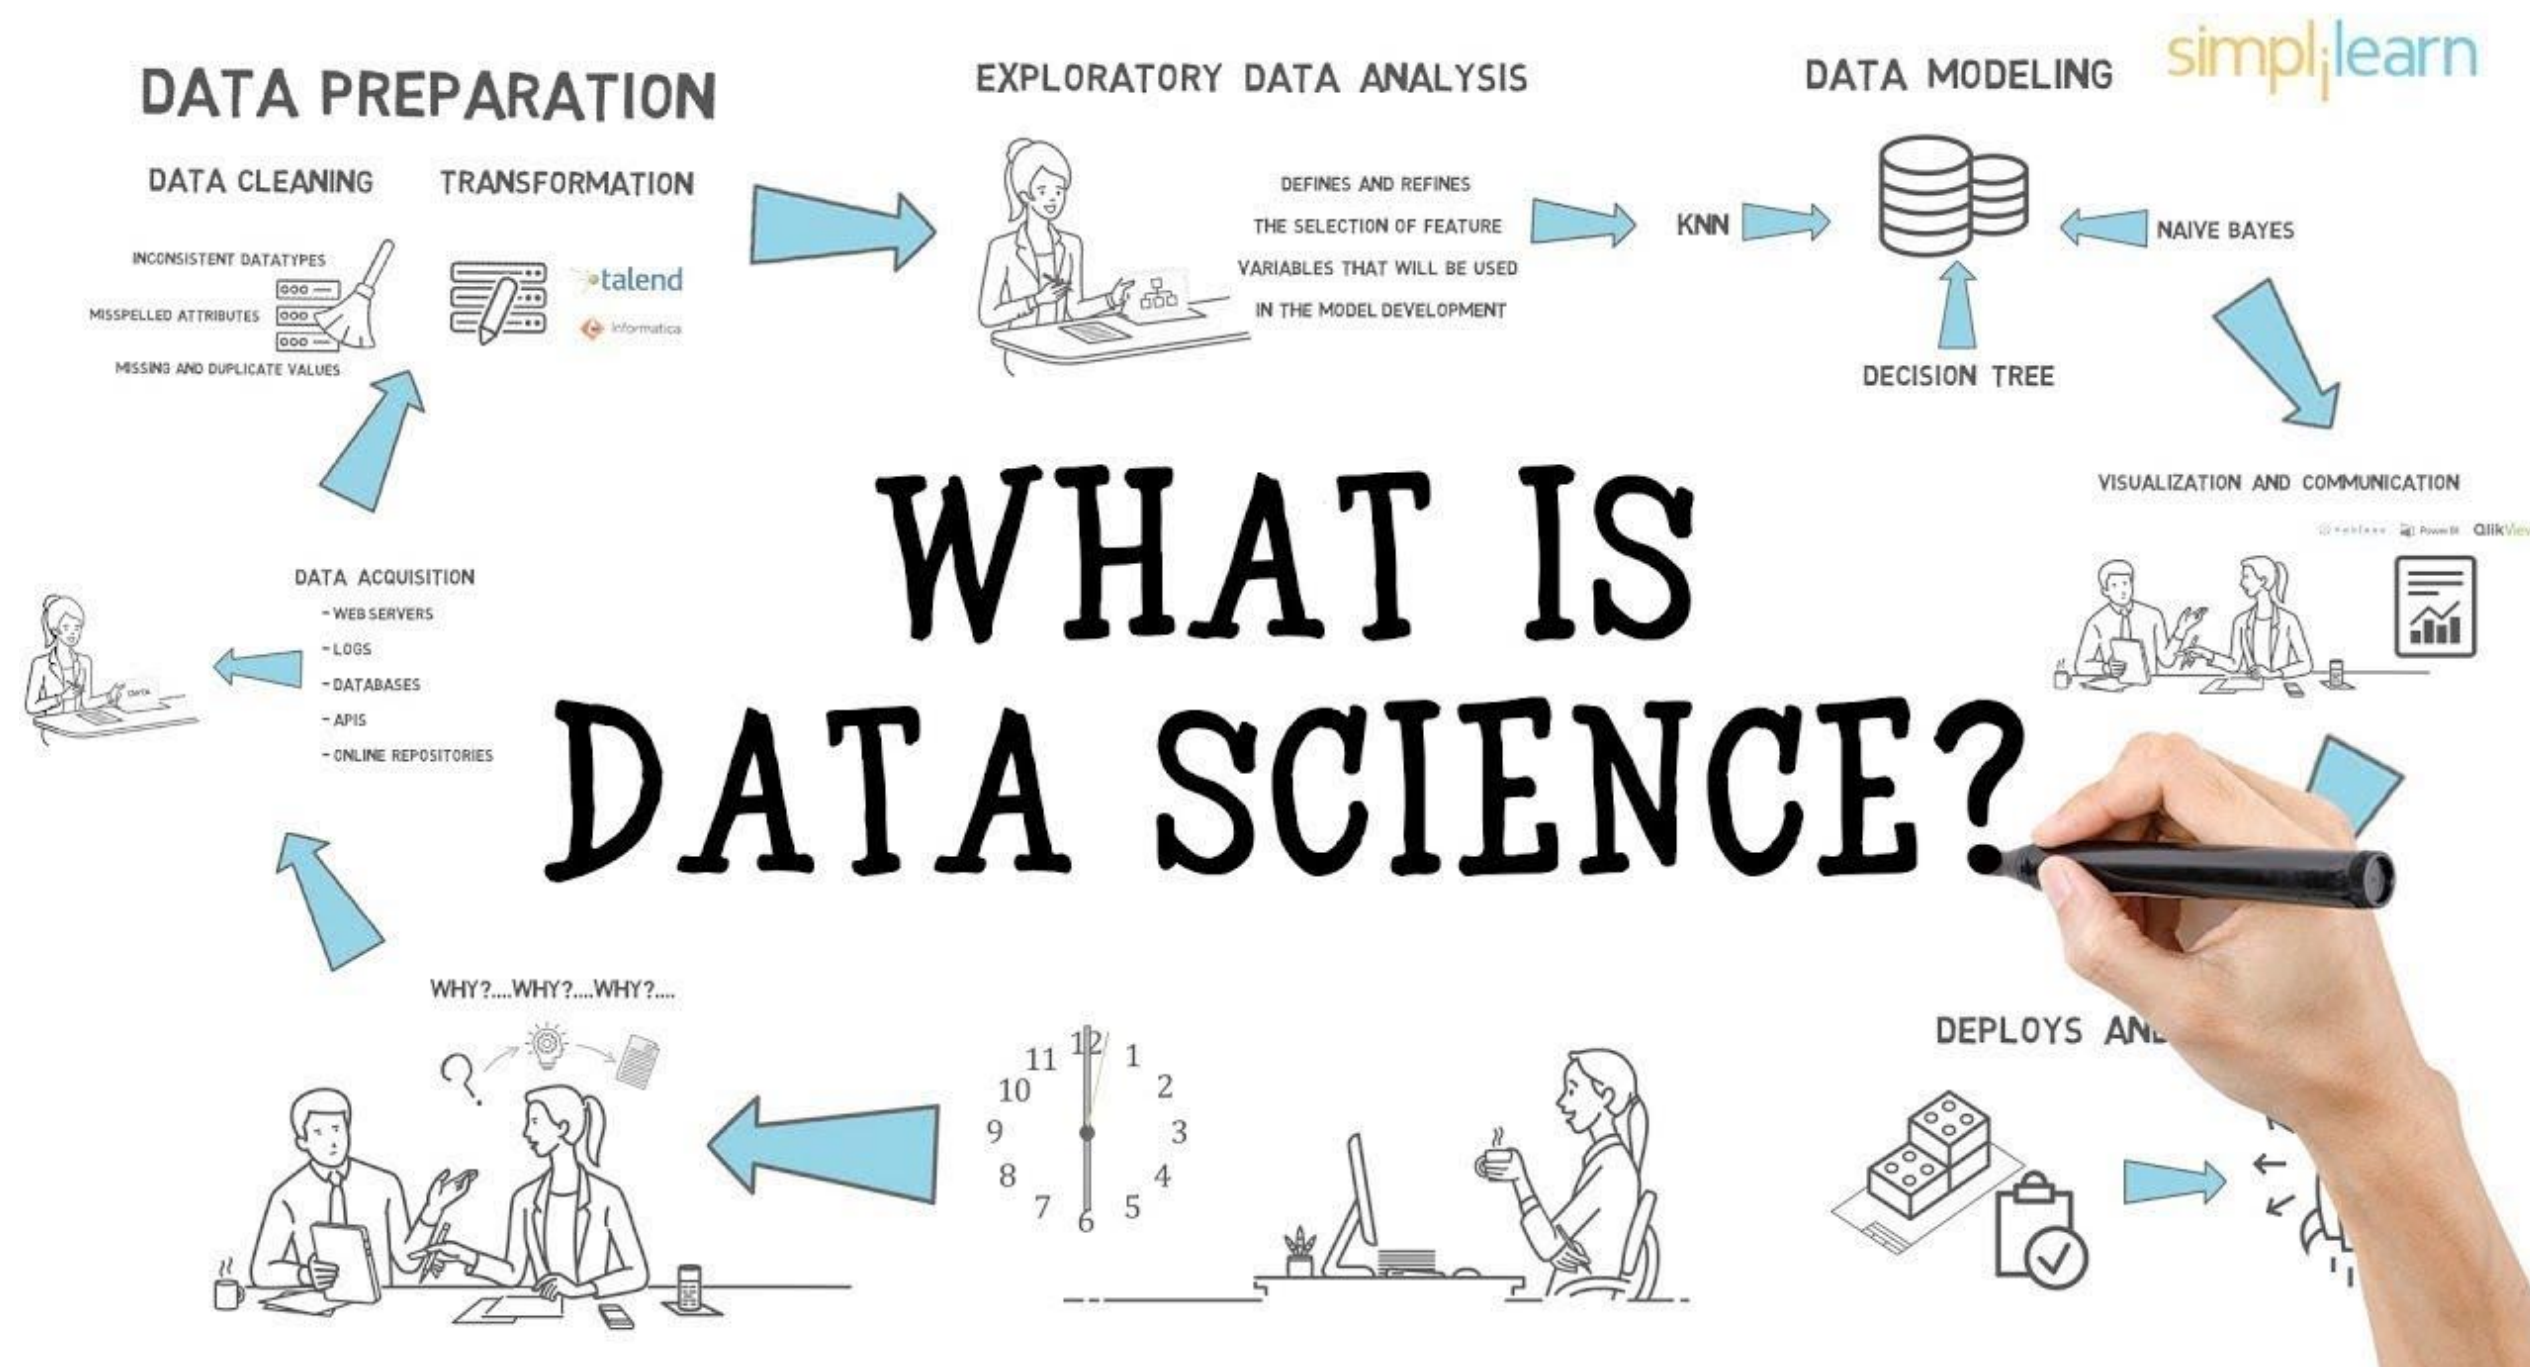 simplilearn
DATA PREPARATION
DATA CLEANING
TRANSFORMATION
INCONSISTENT DATATYPES
MISSPELLED ATTRIBUTES
MISSING AND DUPLICATE VALUES
talend
Informatica
EXPLORATORY DATA ANALYSIS
DEFINES AND REFINES
THE SELECTION OF FEATURE
VARIABLES THAT WILL BE USED
IN THE MODEL DEVELOPMENT
DATA MODELING
KNN
NAIVE BAYES
DECISION TREE
VISUALIZATION AND COMMUNICATION
tableau Power BI QlikView
WHAT IS
DATA SCIENCE?
DATA ACQUISITION
- WEB SERVERS
- LOGS
- DATABASES
- APIS
- ONLINE REPOSITORIES
DATA
WHY?....WHY?....WHY?....
12
11
1
10
2
9
3
8
4
7
5
6
DEPLOYS AND